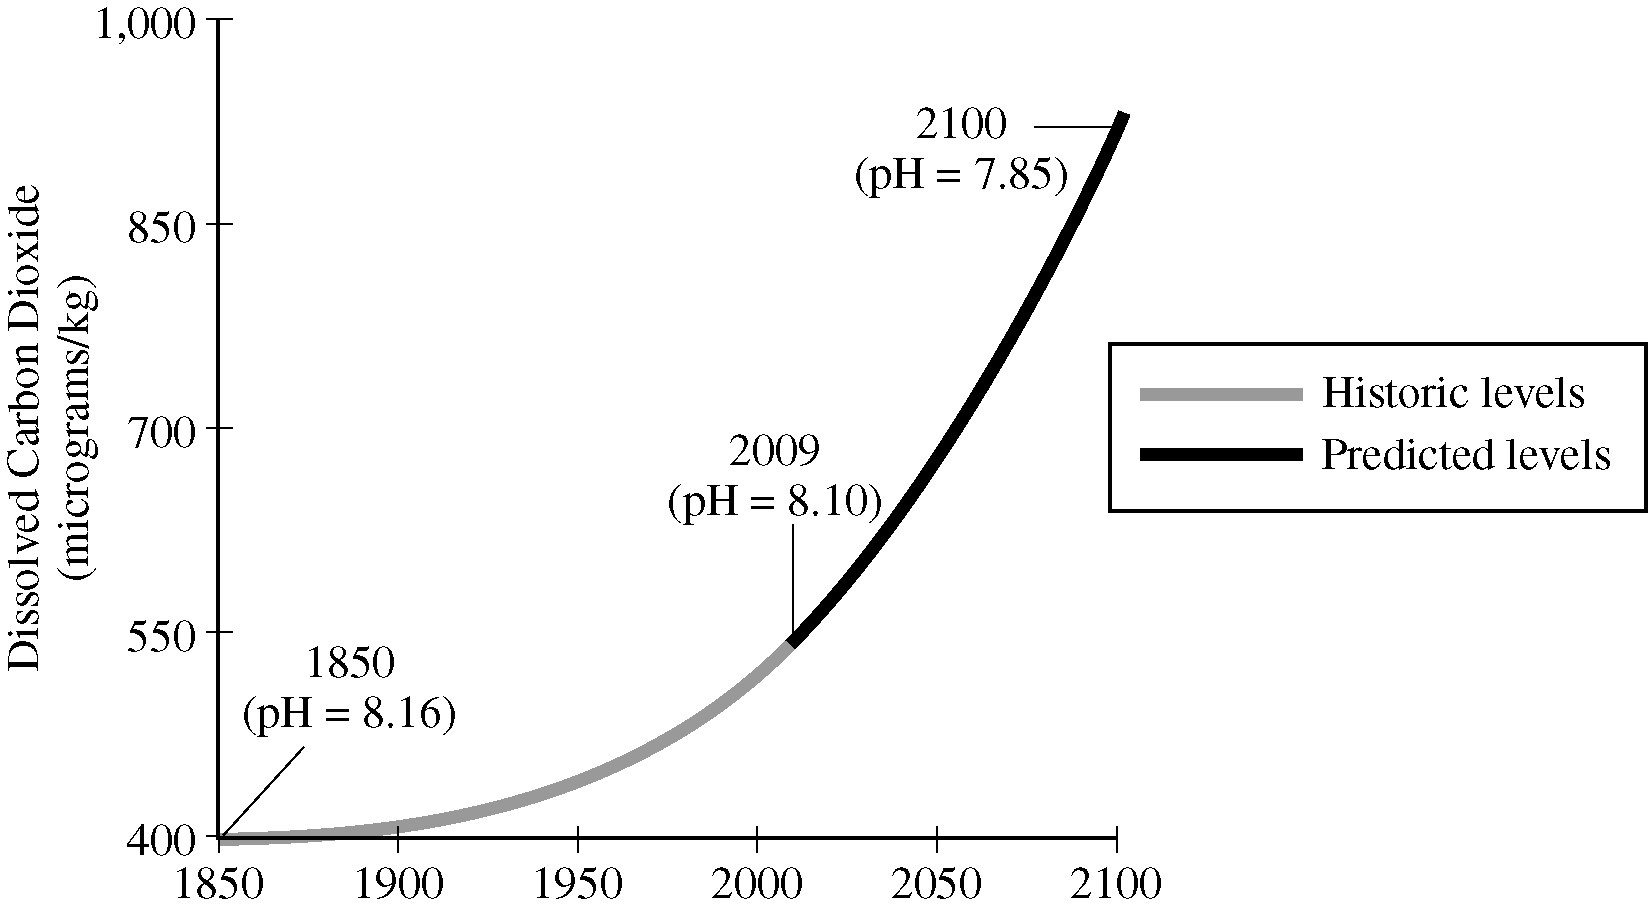 Dissolved Carbon Dioxide
(micrograms/kg)
1,000
850
700
550
400
1850
(pH = 8.16)
2009
(pH = 8.10)
2100
(pH = 7.85)
Historic levels
Predicted levels
1850 1900 1950 2000 2050 2100